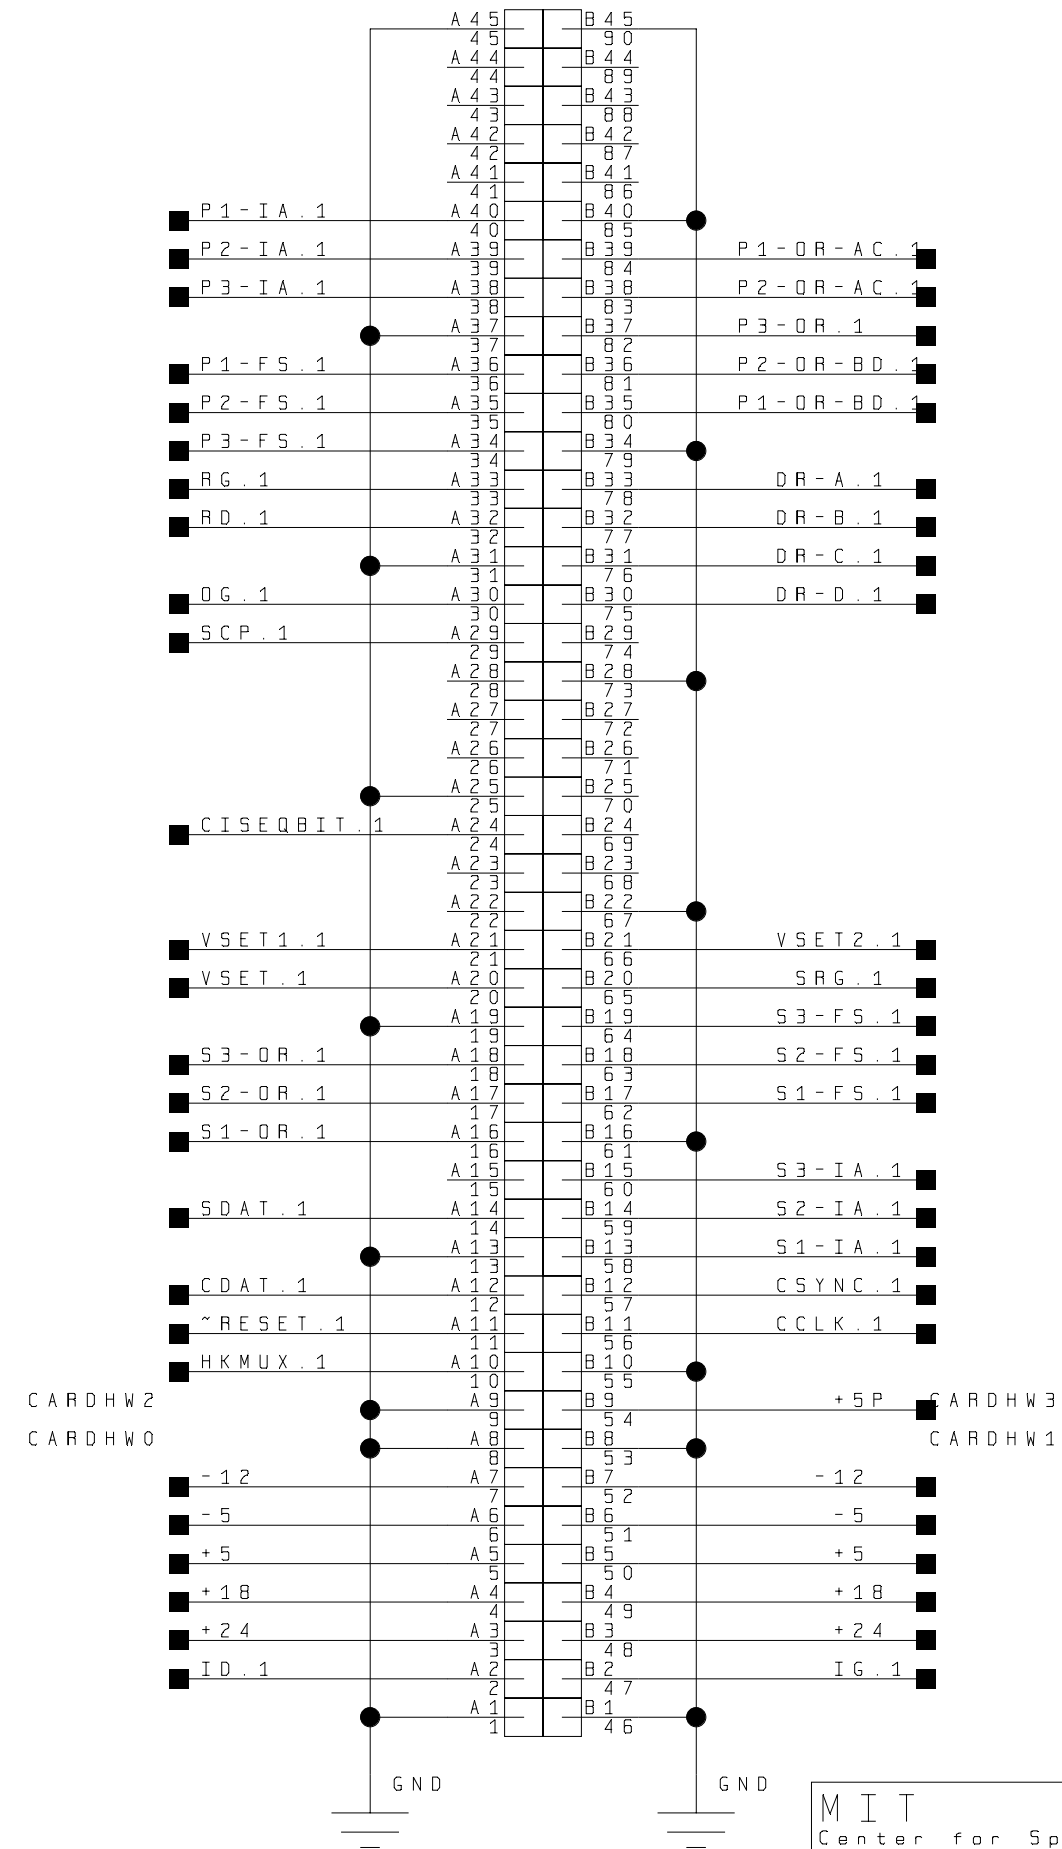 A45 B45
45 90
A44 B44
44 89
A43 B43
43 88
A42 B42
42 87
A41 B41
41 86
P1-IA.1 A40 B40
40 85
P2-IA.1 A39 B39 P1-OR-AC.1
39 84
P3-IA.1 A38 B38 P2-OR-AC.1
38 83
A37 B37 P3-OR.1
37 82
P1-FS.1 A36 B36 P2-OR-BD.1
36 81
P2-FS.1 A35 B35 P1-OR-BD.1
35 80
P3-FS.1 A34 B34
34 79
RG.1 A33 B33 DR-A.1
33 78
RD.1 A32 B32 DR-B.1
32 77
A31 B31 DR-C.1
31 76
OG.1 A30 B30 DR-D.1
30 75
SCP.1 A29 B29
29 74
A28 B28
28 73
A27 B27
27 72
A26 B26
26 71
A25 B25
25 70
CISEQBIT.1 A24 B24
24 69
A23 B23
23 68
A22 B22
22 67
VSET1.1 A21 B21 VSET2.1
21 66
VSET.1 A20 B20 SRG.1
20 65
A19 B19 S3-FS.1
19 64
S3-OR.1 A18 B18 S2-FS.1
18 63
S2-OR.1 A17 B17 S1-FS.1
17 62
S1-OR.1 A16 B16
16 61
A15 B15 S3-IA.1
15 60
SDAT.1 A14 B14 S2-IA.1
14 59
A13 B13 S1-IA.1
13 58
CDAT.1 A12 B12 CSYNC.1
12 57
~RESET.1 A11 B11 CCLK.1
11 56
HKMUX.1 A10 B10
10 55
CARDHW2 A9 B9 +5P CARDHW3
9 54
CARDHW0 A8 B8 CARDHW1
8 53
-12 A7 B7 -12
7 52
-5 A6 B6 -5
6 51
+5 A5 B5 +5
5 50
+18 A4 B4 +18
4 49
+24 A3 B3 +24
3 48
ID.1 A2 B2 IG.1
2 47
A1 B1
1 46
GND GND
MIT
Center for Sp